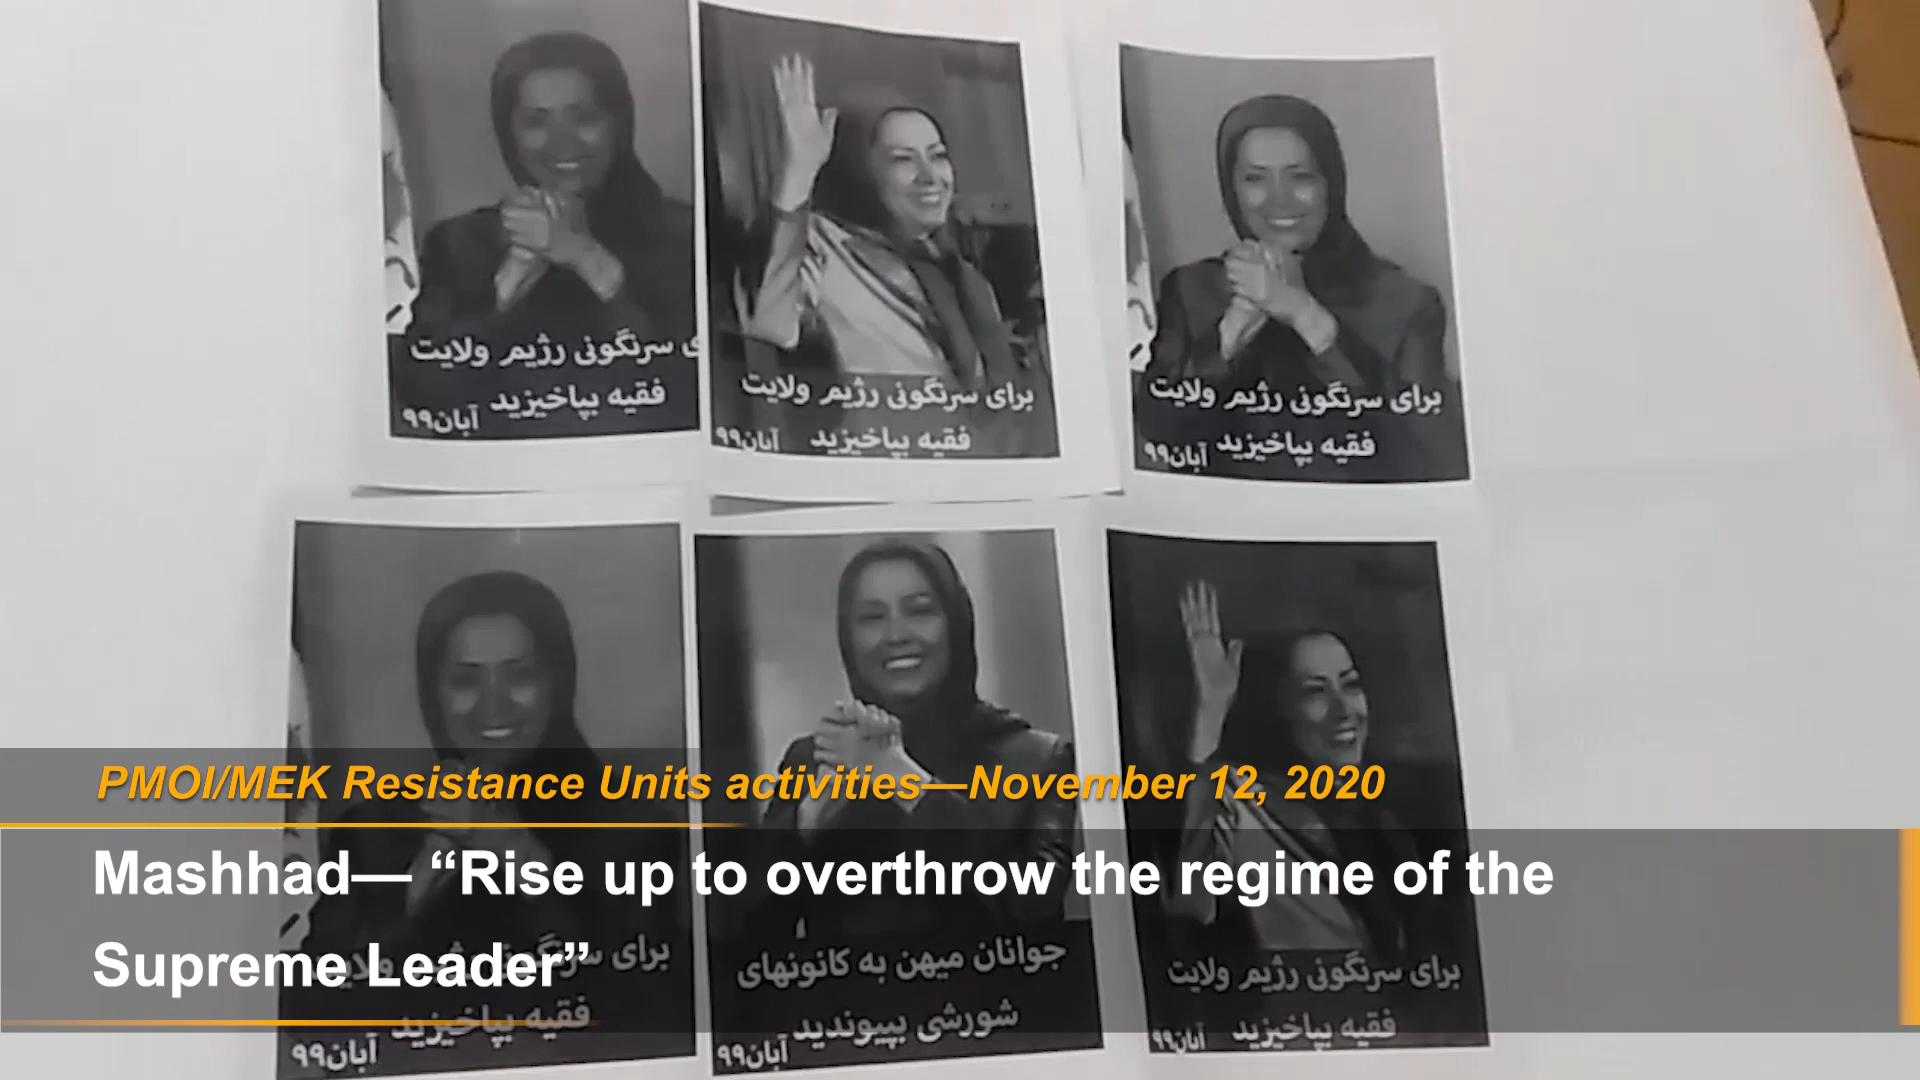 سرنگونی رژیم ولایت
فقیه بپاخیزید
آبان۹۹
برای سرنگونی رژیم ولایت
فقیه بپاخیزید
آبان۹۹
برای سرنگونی رژیم ولایت
فقیه بپاخیزید
آبان۹۹
PMOI/MEK Resistance Units activities—November 12, 2020
Mashhad— “Rise up to overthrow the regime of the
Supreme Leader”
برای سرنگونی رژیم ولایت
فقیه بپاخیزید
آبان۹۹
جوانان میهن به کانونهای
شورشی بپیوندید
آبان۹۹
برای سرنگونی رژیم ولایت
فقیه بپاخیزید
آبان۹۹